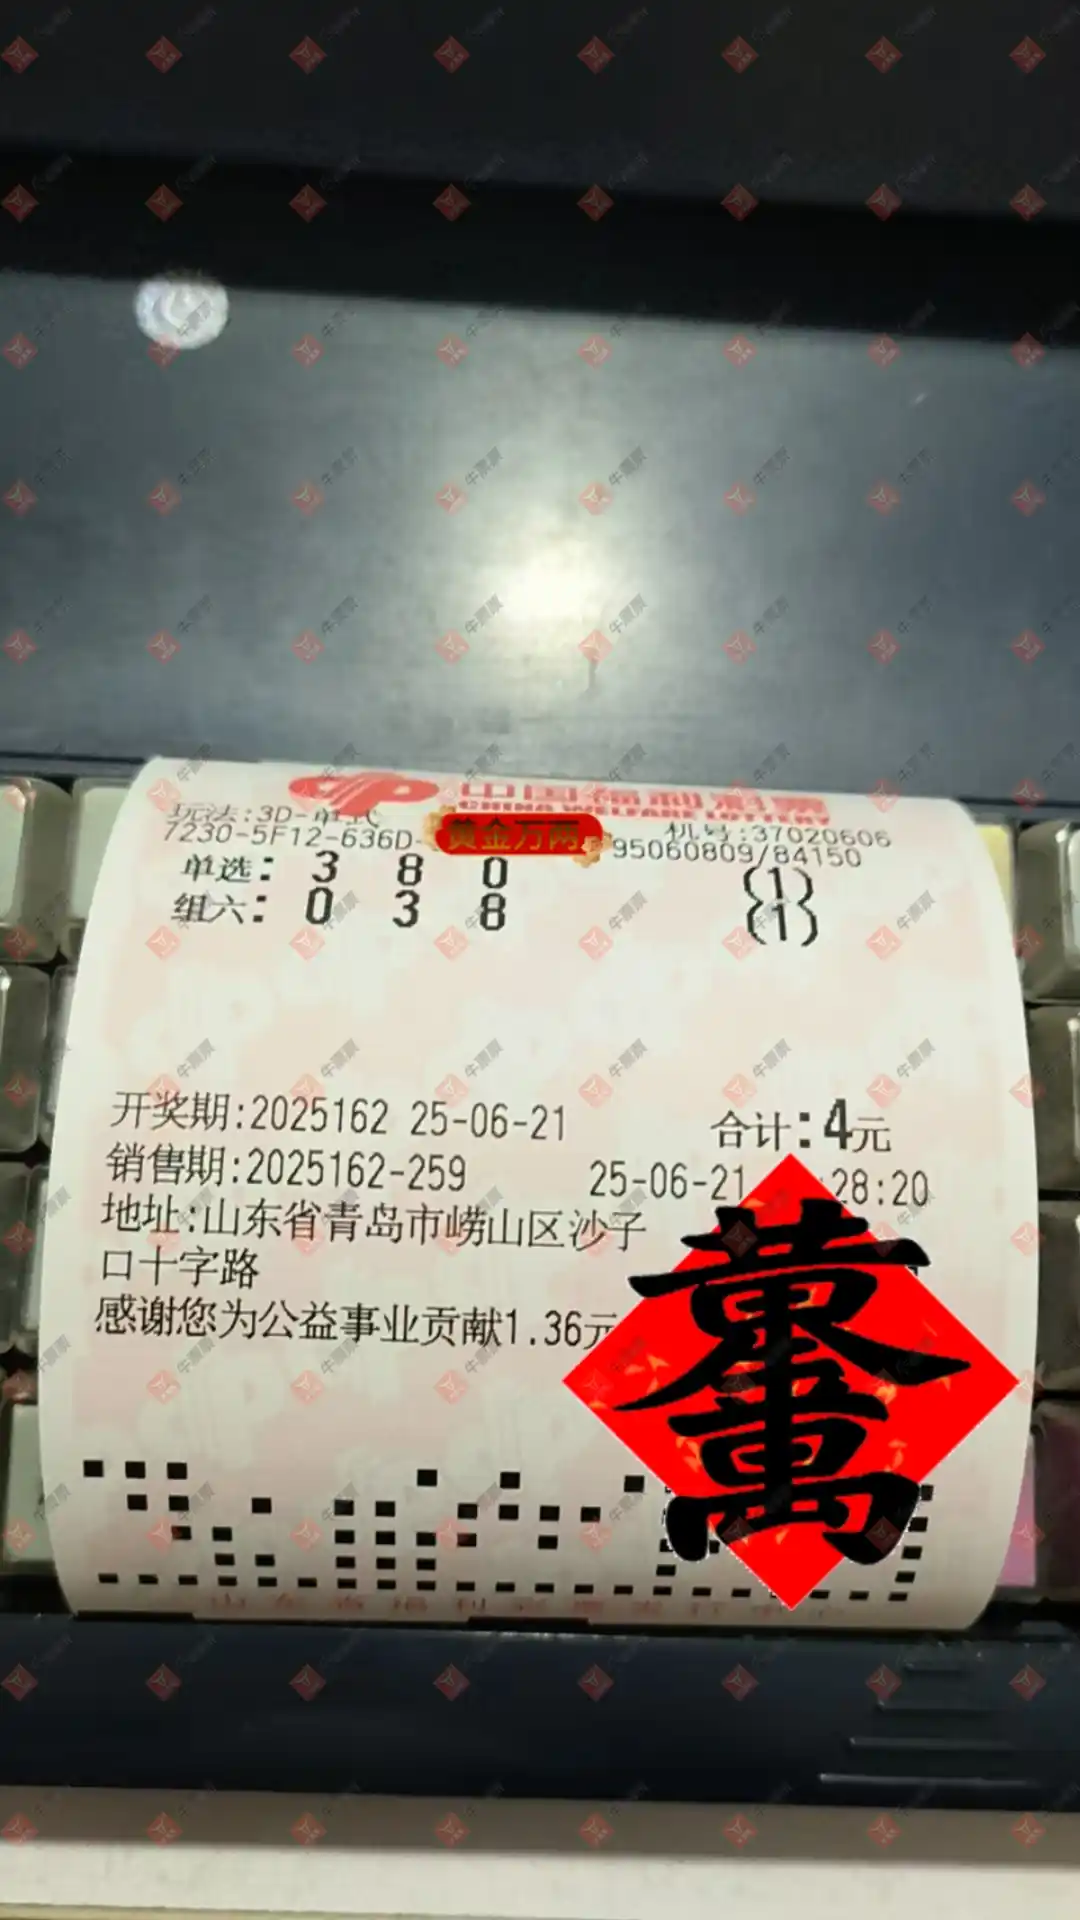 中国福利彩票
CHINA WELFARE LOTTERY
玩法:3D-单式
机号:37020606
7230-5F12-636D-
黄金万两
95060809/84150
单选: 3 8 0 (1)
组六: 0 3 8 (1)
开奖期:2025162 25-06-21 合计:4元
销售期:2025162-259 25-06-21 :28:20
地址:山东省青岛市崂山区沙子
口十字路
感谢您为公益事业贡献1.36元
牛票票